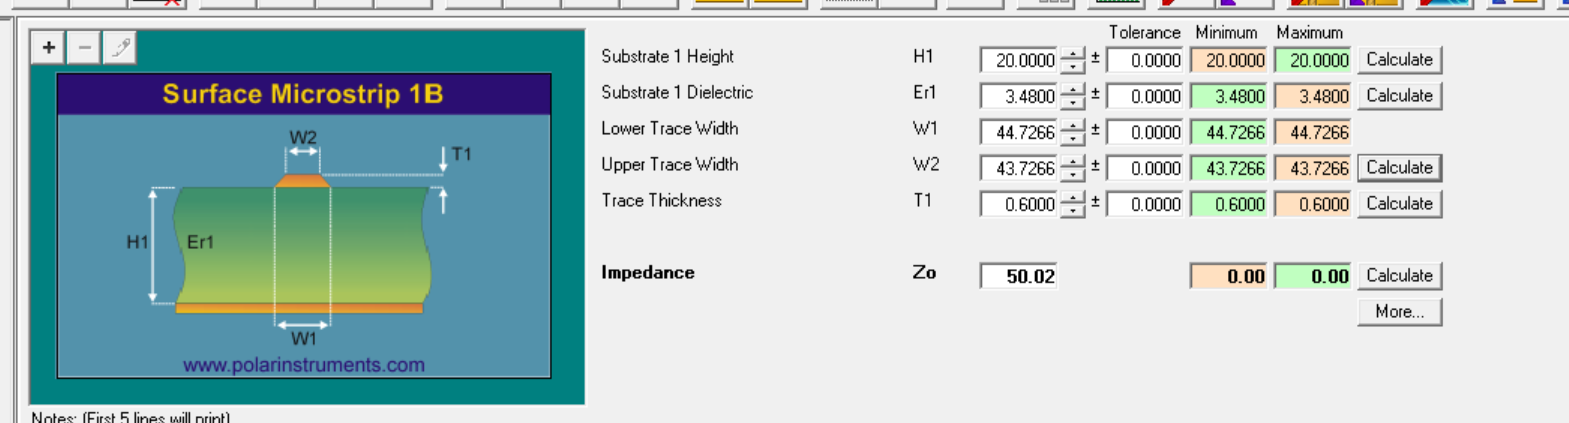 Tolerance Minimum Maximum
+ −
Surface Microstrip 1B
W2
T1
H1
Er1
W1
www.polarinstruments.com
Substrate 1 Height H1 20.0000 ± 0.0000 20.0000 20.0000 Calculate
Substrate 1 Dielectric Er1 3.4800 ± 0.0000 3.4800 3.4800 Calculate
Lower Trace Width W1 44.7266 ± 0.0000 44.7266 44.7266
Upper Trace Width W2 43.7266 ± 0.0000 43.7266 43.7266 Calculate
Trace Thickness T1 0.6000 ± 0.0000 0.6000 0.6000 Calculate
Impedance Zo 50.02 0.00 0.00 Calculate
More...
Notes: (First 5 lines will print)